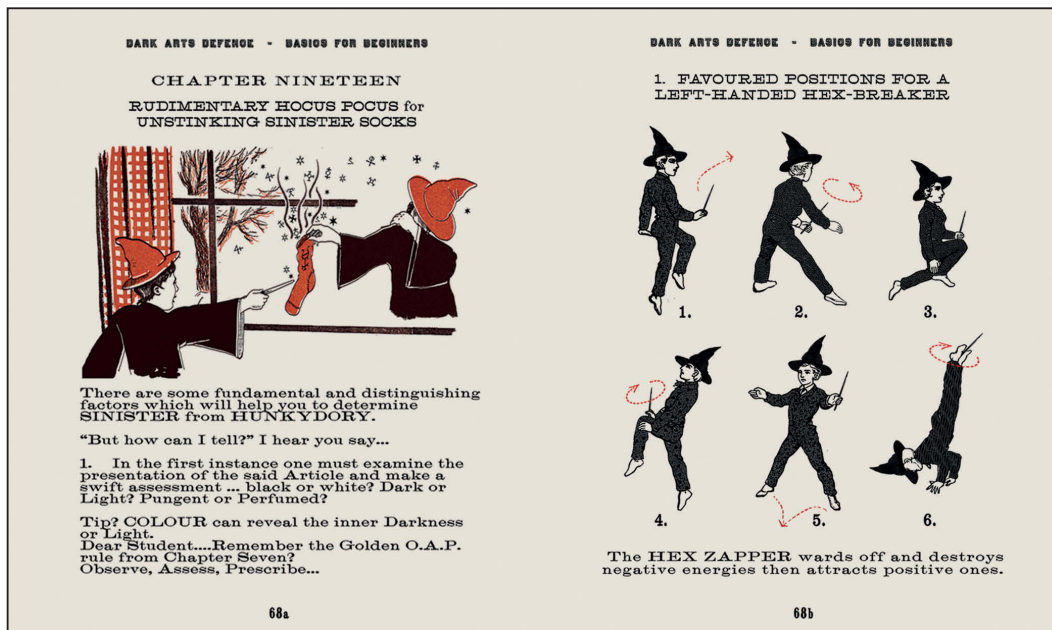 DARK ARTS DEFENCE - BASICS FOR BEGINNERS
CHAPTER NINETEEN
RUDIMENTARY HOCUS POCUS for
UNSTINKING SINISTER SOCKS
There are some fundamental and distinguishing
factors which will help you to determine
SINISTER from HUNKYDORY.
“But how can I tell?” I hear you say...
1. In the first instance one must examine the
presentation of the said Article and make a
swift assessment ... black or white? Dark or
Light? Pungent or Perfumed?
Tip? COLOUR can reveal the inner Darkness
or Light.
Dear Student....Remember the Golden O.A.P.
rule from Chapter Seven?
Observe, Assess, Prescribe...
68a
DARK ARTS DEFENCE - BASICS FOR BEGINNERS
1. FAVOURED POSITIONS FOR A
LEFT-HANDED HEX-BREAKER
1.
2.
3.
4.
5.
6.
The HEX ZAPPER wards off and destroys
negative energies then attracts positive ones.
68b